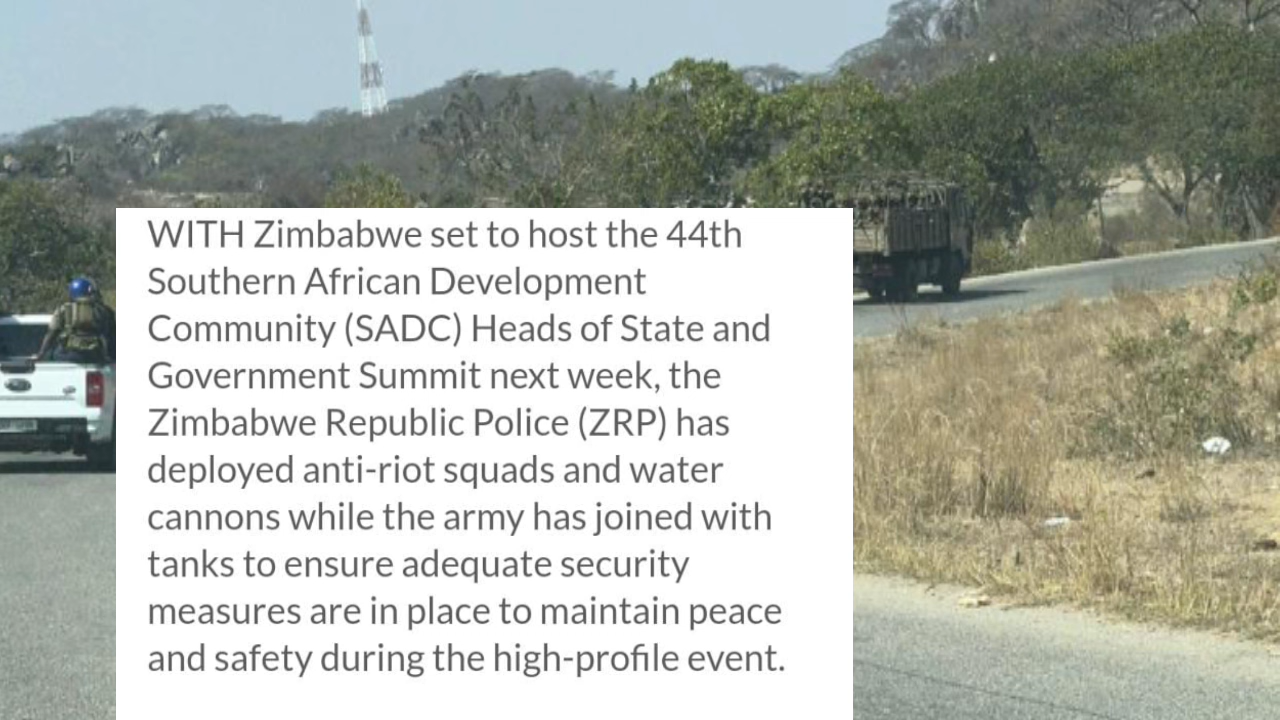 WITH Zimbabwe set to host the 44th
Southern African Development
Community (SADC) Heads of State and
Government Summit next week, the
Zimbabwe Republic Police (ZRP) has
deployed anti-riot squads and water
cannons while the army has joined with
tanks to ensure adequate security
measures are in place to maintain peace
and safety during the high-profile event.